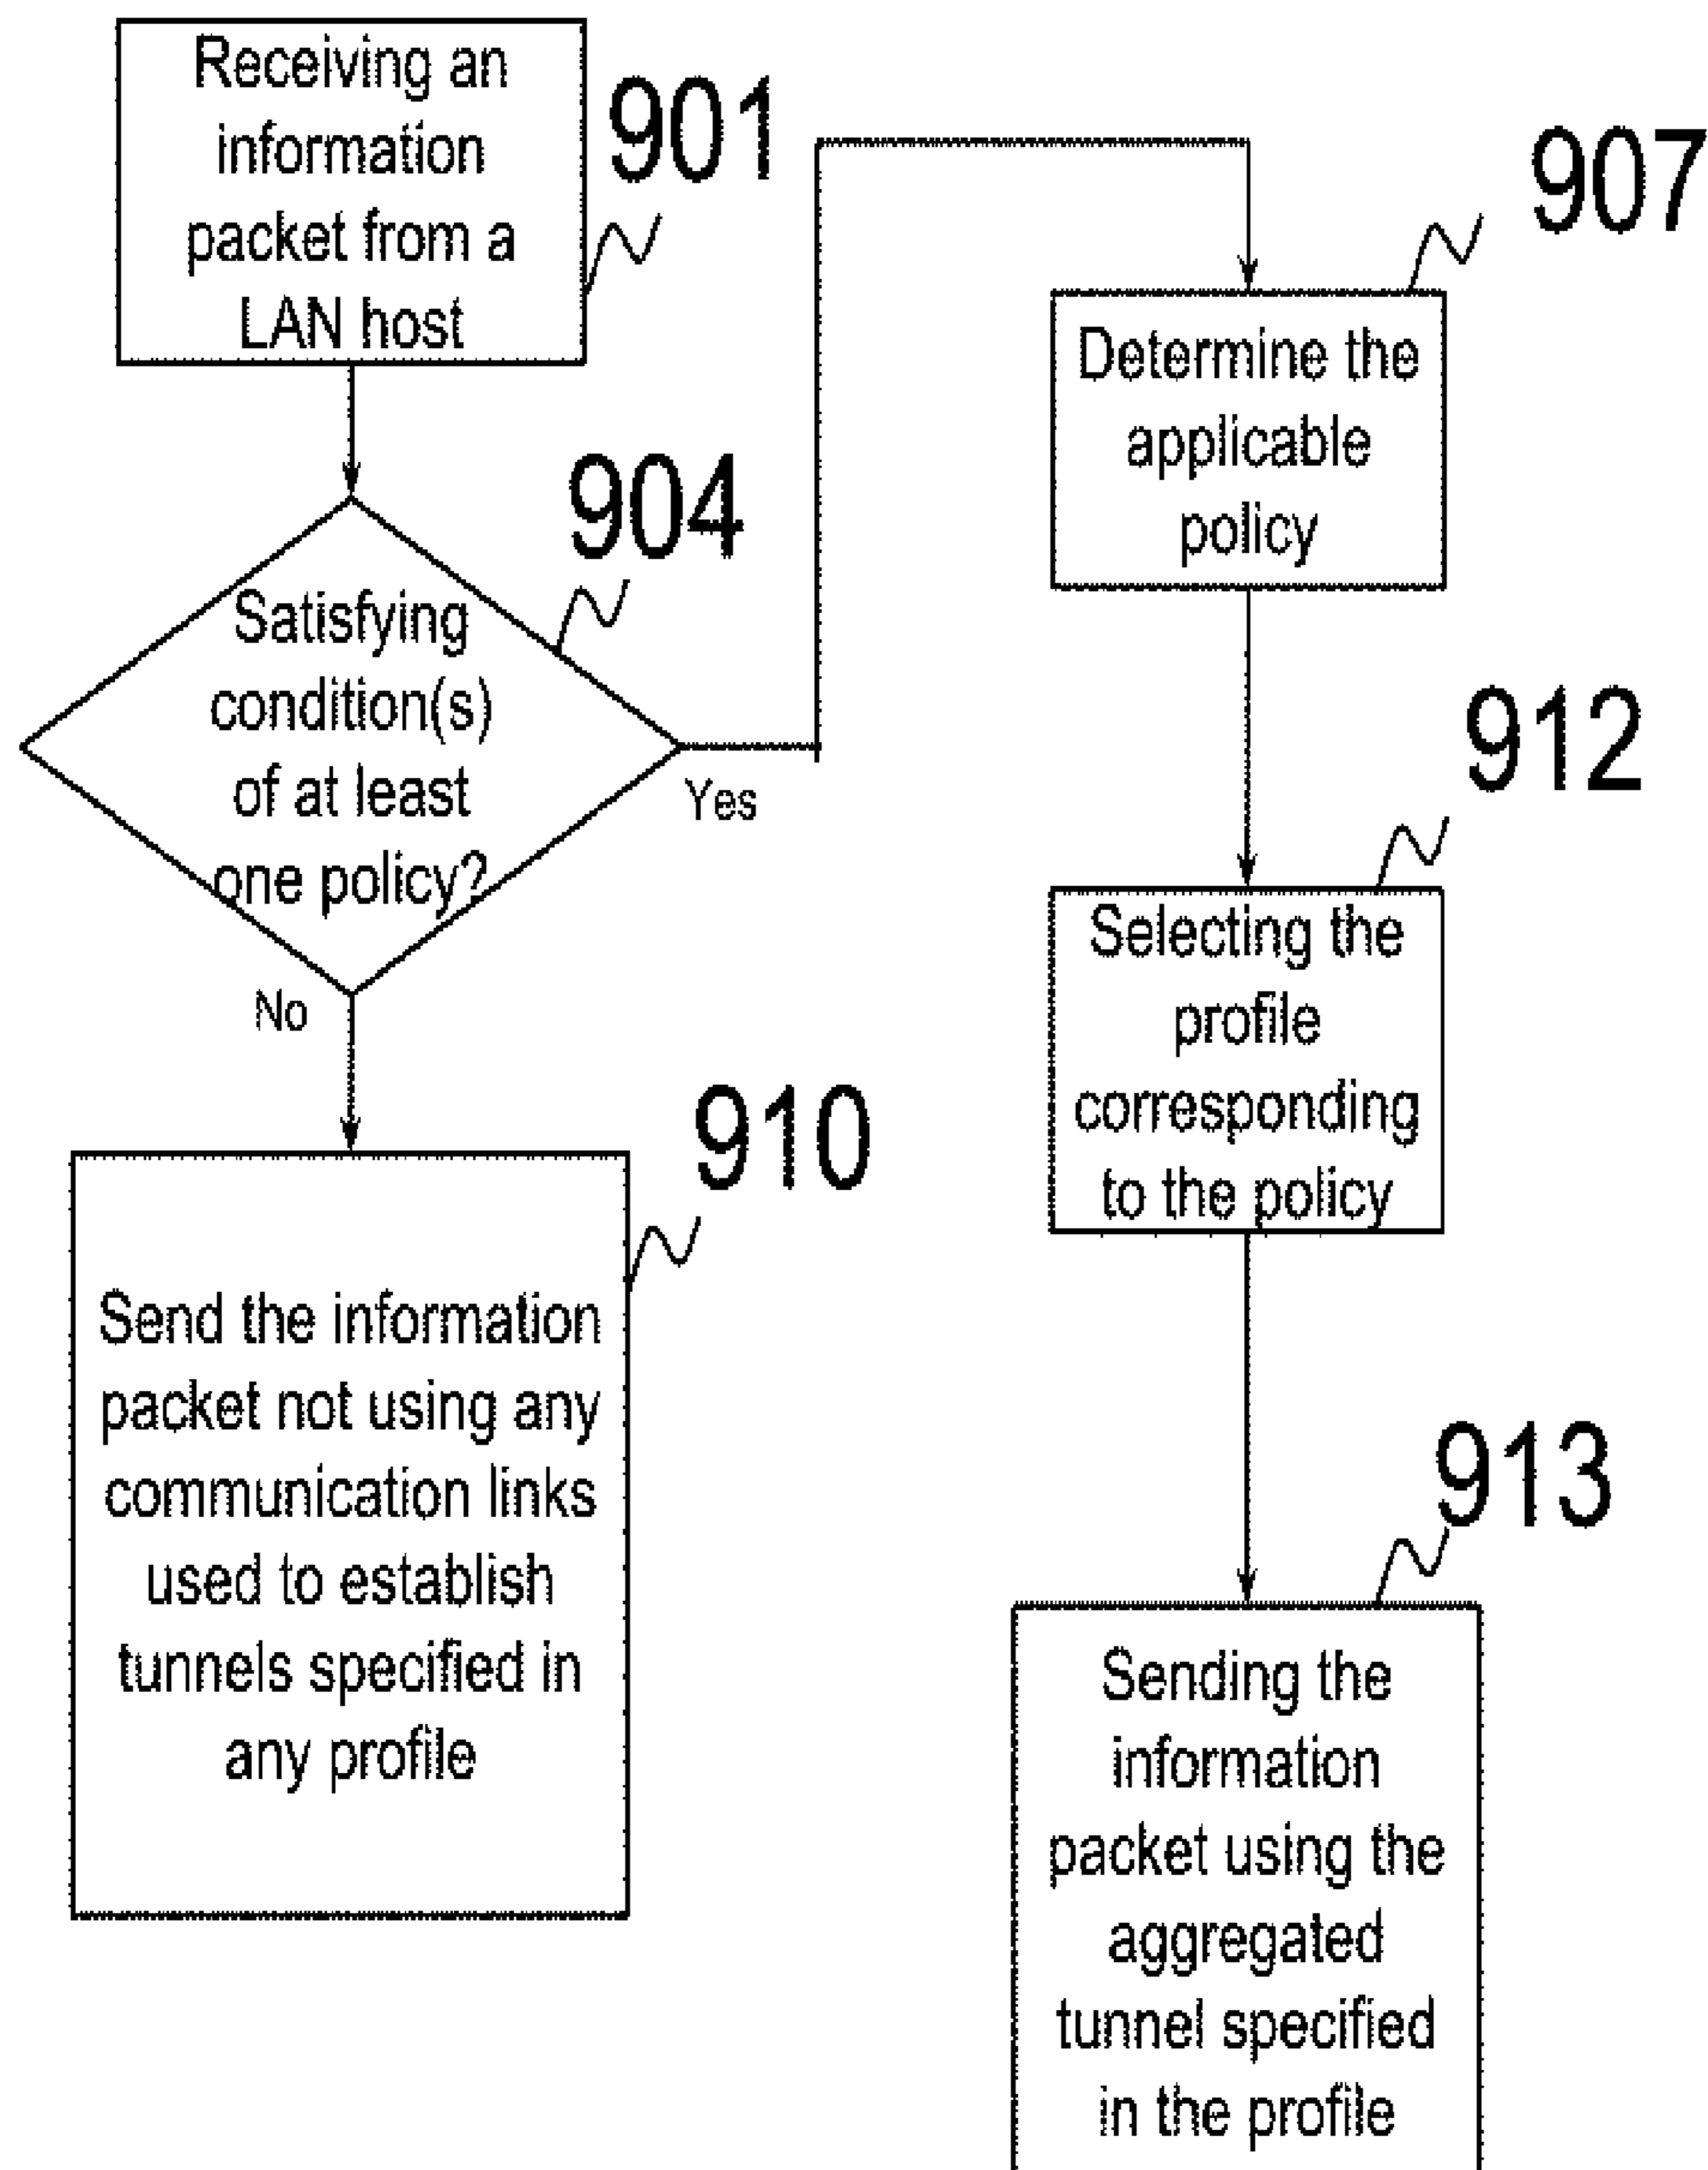 Receiving an
information
packet from a
LAN host
901
Satisfying
condition(s)
of at least
one policy?
904
Yes
No
Send the information
packet not using any
communication links
used to establish
tunnels specified in
any profile
910
Determine the
applicable
policy
907
Selecting the
profile
corresponding
to the policy
912
Sending the
information
packet using the
aggregated
tunnel specified
in the profile
913